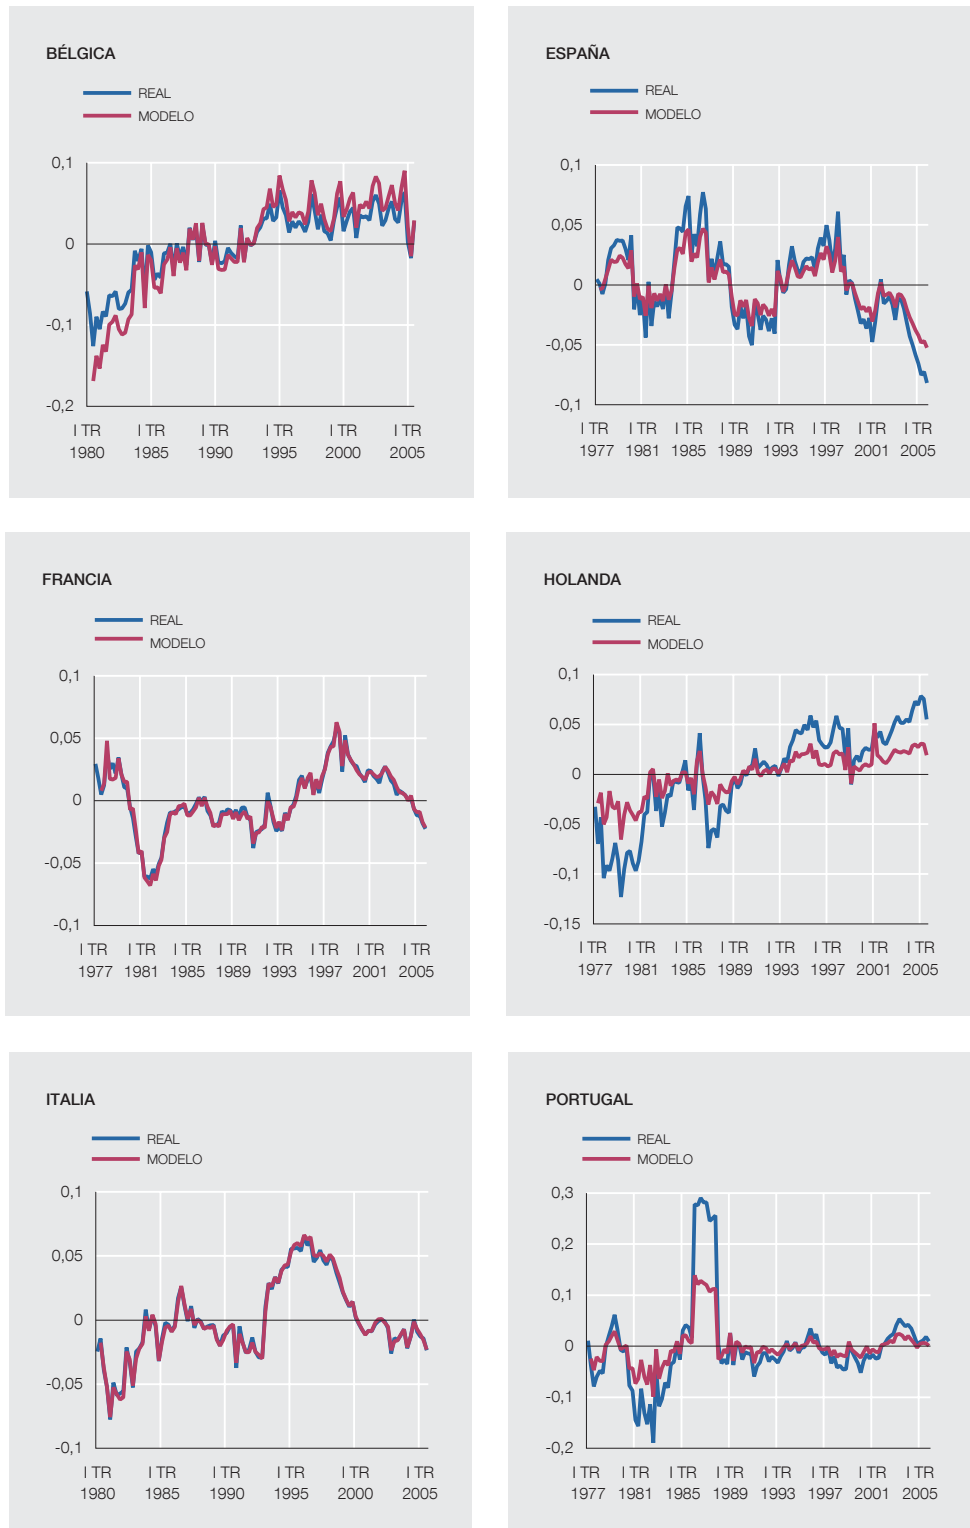 BÉLGICA
REAL
MODELO
0,1
0
-0,1
-0,2
I TR I TR I TR I TR I TR I TR
1980 1985 1990 1995 2000 2005
ESPAÑA
REAL
MODELO
0,1
0,05
0
-0,05
-0,1
I TR I TR I TR I TR I TR I TR I TR I TR
1977 1981 1985 1989 1993 1997 2001 2005
FRANCIA
REAL
MODELO
0,1
0,05
0
-0,05
-0,1
I TR I TR I TR I TR I TR I TR I TR I TR
1977 1981 1985 1989 1993 1997 2001 2005
HOLANDA
REAL
MODELO
0,1
0,05
0
-0,05
-0,1
-0,15
I TR I TR I TR I TR I TR I TR I TR I TR
1977 1981 1985 1989 1993 1997 2001 2005
ITALIA
REAL
MODELO
0,1
0,05
0
-0,05
-0,1
I TR I TR I TR I TR I TR I TR
1980 1985 1990 1995 2000 2005
PORTUGAL
REAL
MODELO
0,3
0,2
0,1
0
-0,1
-0,2
I TR I TR I TR I TR I TR I TR I TR I TR
1977 1981 1985 1989 1993 1997 2001 2005